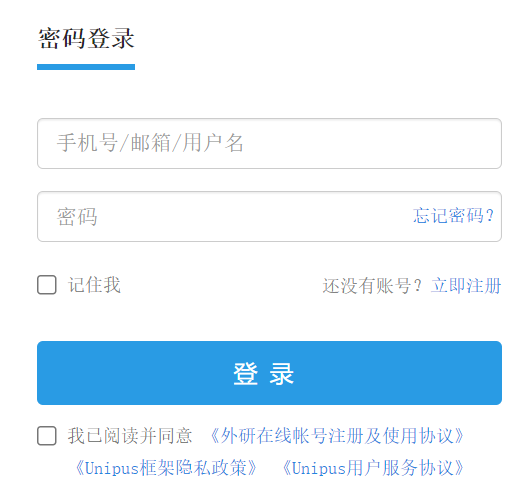 密码登录
手机号/邮箱/用户名
密码 忘记密码?
记住我 还没有账号? 立即注册
登 录
我已阅读并同意 《外研在线帐号注册及使用协议》
《Unipus框架隐私政策》 《Unipus用户服务协议》